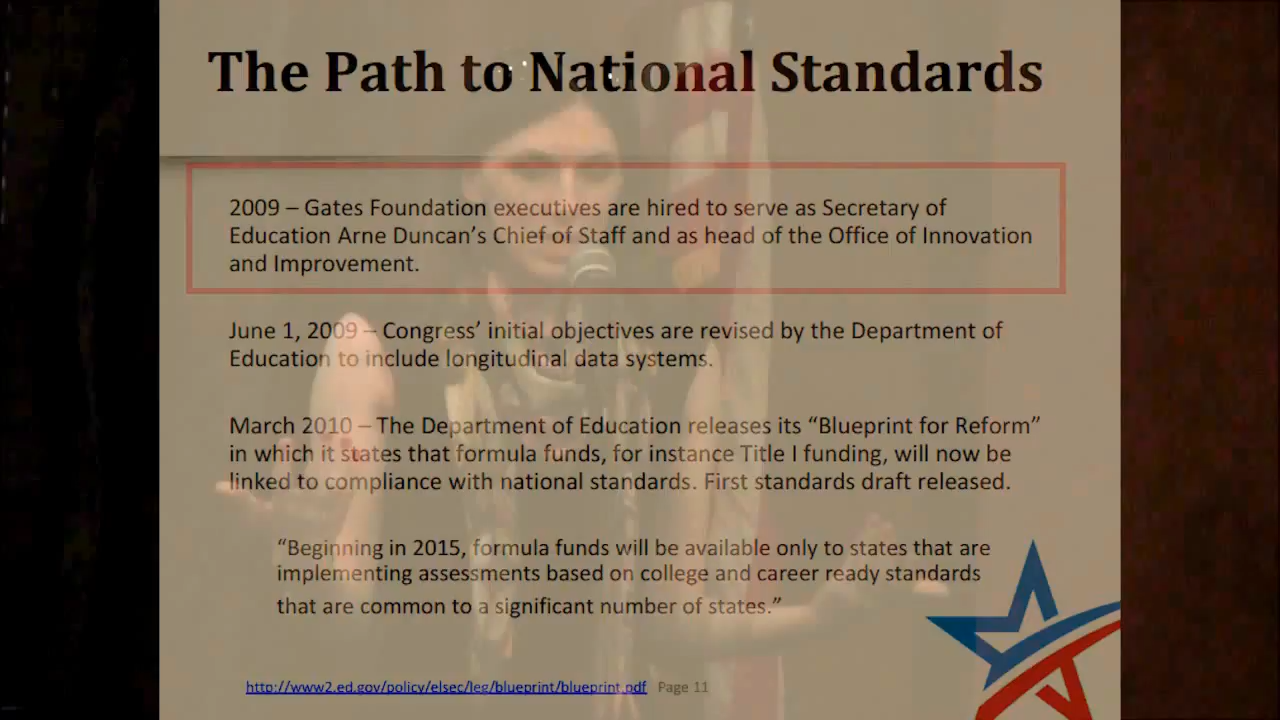 The Path to National Standards
2009 – Gates Foundation executives are hired to serve as Secretary of
Education Arne Duncan’s Chief of Staff and as head of the Office of Innovation
and Improvement.
June 1, 2009 – Congress’ initial objectives are revised by the Department of
Education to include longitudinal data systems.
March 2010 – The Department of Education releases its “Blueprint for Reform”
in which it states that formula funds, for instance Title I funding, will now be
linked to compliance with national standards. First standards draft released.
“Beginning in 2015, formula funds will be available only to states that are
implementing assessments based on college and career ready standards
that are common to a significant number of states.”
http://www2.ed.gov/policy/elsec/leg/blueprint/blueprint.pdf Page 11